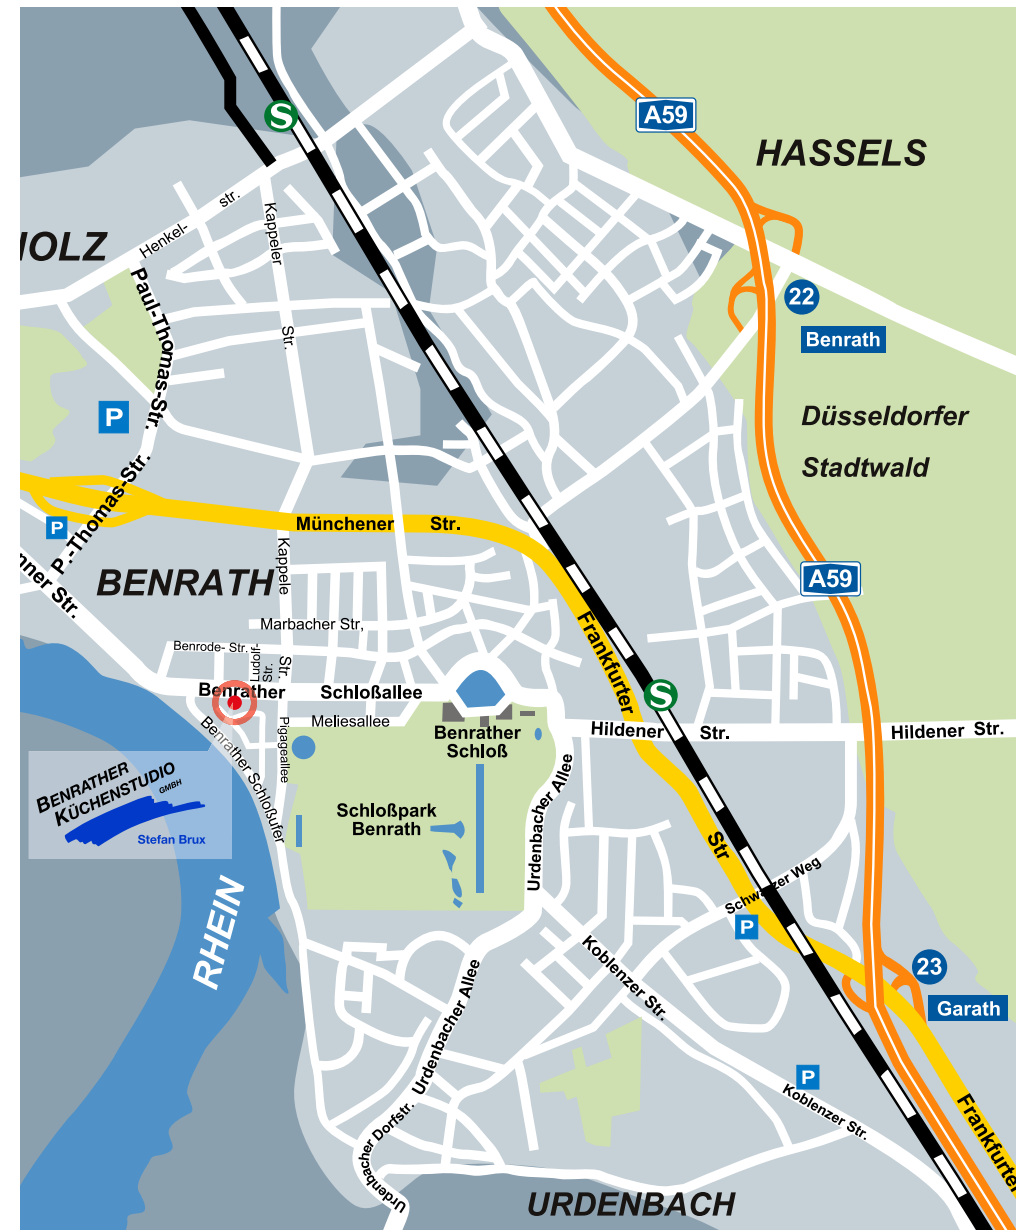 A59
HASSELS
S
str.
Henkel-
Kappeler
Str.
Paul-Thomas-Str.
22
Benrath
P
Düsseldorfer
Stadtwald
P.-Thomas-Str.
P
Münchener Str.
A59
Kappele
BENRATH
Str.
Marbacher Str,
Benrode- Str.
Ludolf-
Str.
Str.
Frankfurter
S
Benrather Schloßallee
Meliesallee
Pigageallee
Benrather Schloßufer
Benrather
Schloß
Hildener Str.
Hildener Str.
BENRATHER
KÜCHENSTUDIO
GMBH
Stefan Brux
Schloßpark
Benrath
Urdenbacher Allee
Str
Schwarzer Weg
P
RHEIN
Koblenzer Str.
23
Garath
Urdenbacher Allee
P
Koblenzer Str.
Frankfurter
Urdenbacher Dorfstr.
URDENBACH